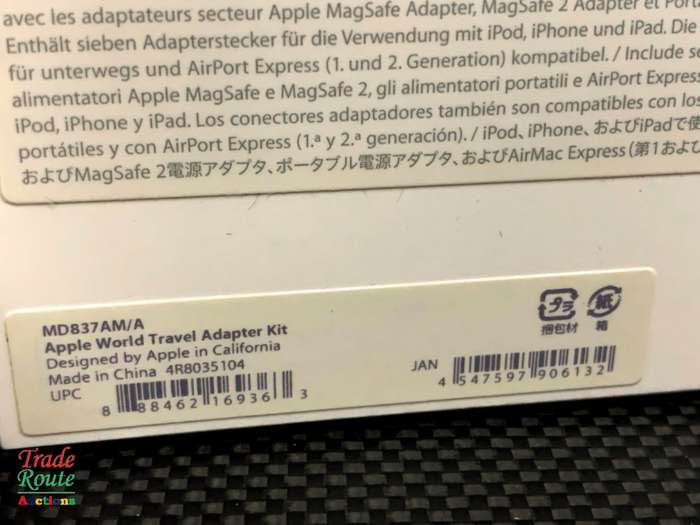 avec les adaptateurs secteur Apple MagSafe Adapter, MagSafe 2 Adapter et
Enthält sieben Adapterstecker für die Verwendung mit iPod, iPhone und iPad. Die
für unterwegs und AirPort Express (1. und 2. Generation) kompatibel. / Include
alimentatori Apple MagSafe e MagSafe 2, gli alimentatori portatili e AirPort Express
iPod, iPhone y iPad. Los conectores adaptadores también son compatibles con los
portátiles y con AirPort Express (1.ª y 2.ª generación). / iPod、iPhone、およびiPadで使
およびMagSafe 2電源アダプタ、ポータブル電源アダプタ、およびAirMac Express(第1およ
MD837AM/A
Apple World Travel Adapter Kit
Designed by Apple in California
Made in China 4R8035104
UPC
8 88462 16936 3
プラ
捆包材
紙
箱
JAN
4 547597 906132
Trade
Route
Auctions